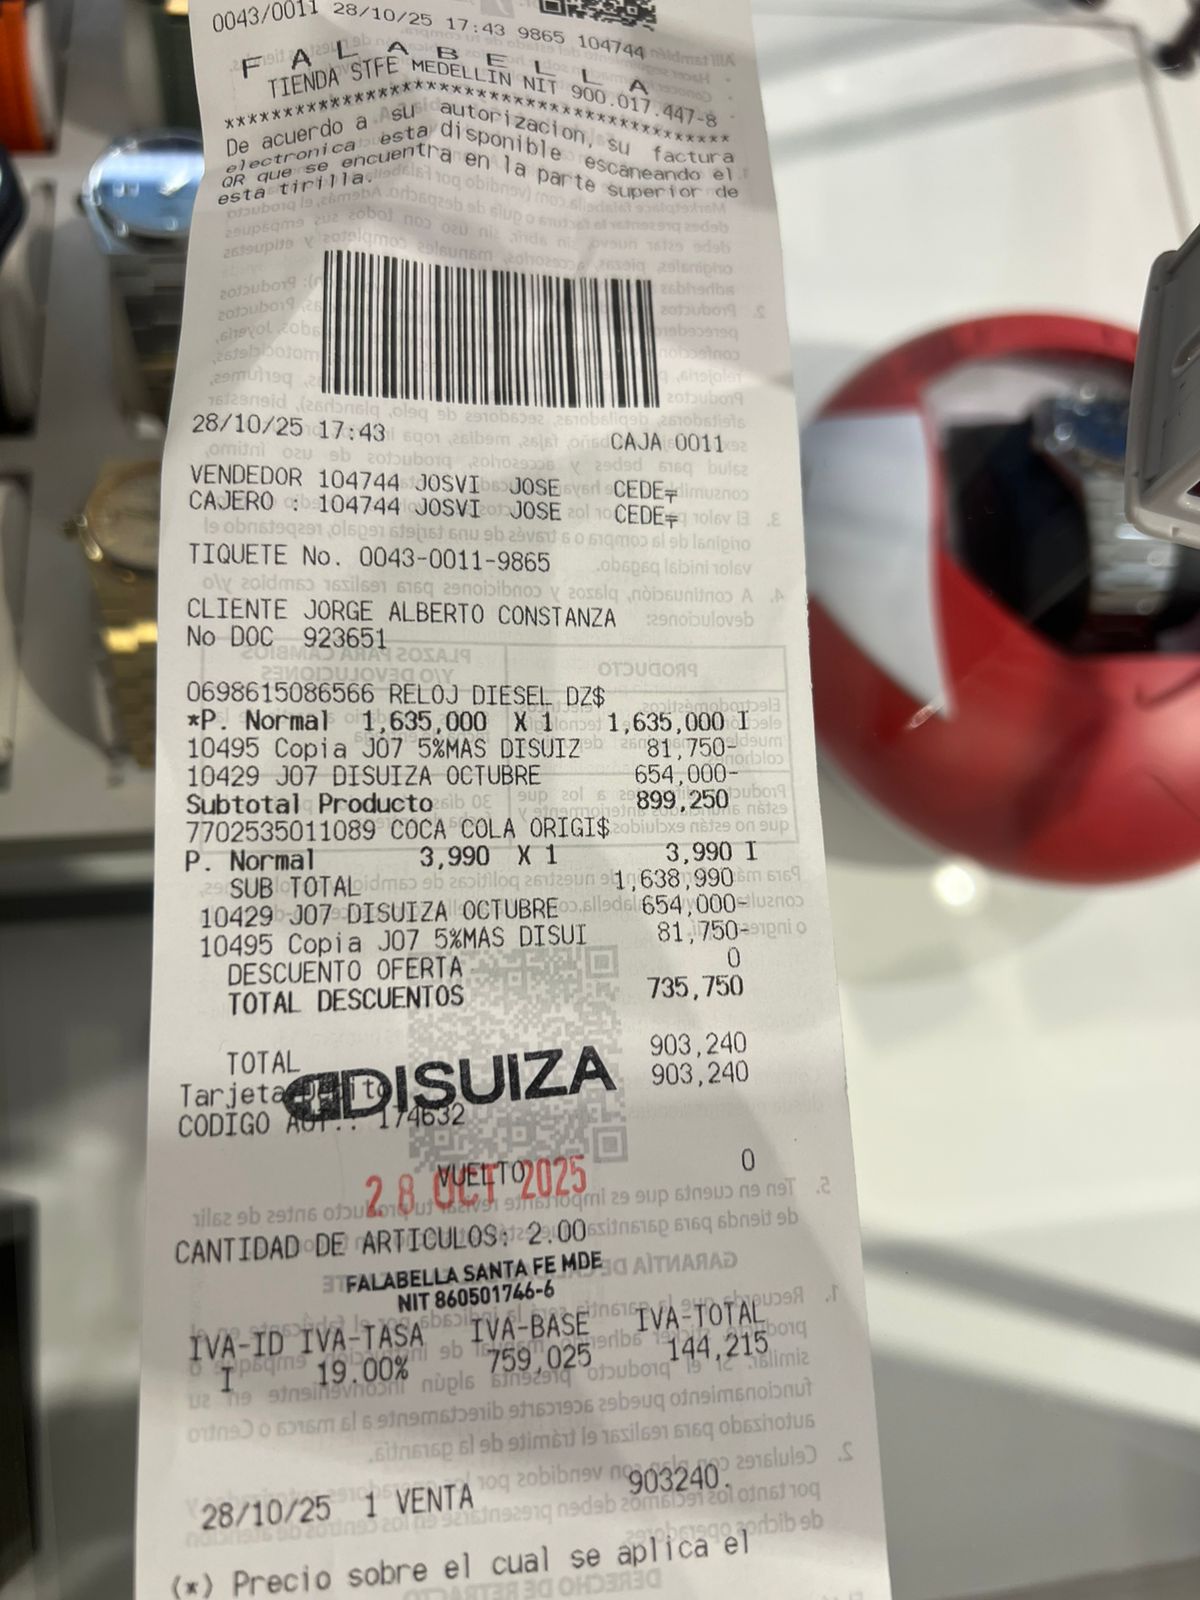 0043/0011 28/10/25 17:43 9865 104744
F A L A B E L L A
TIENDA STFE MEDELLIN NIT 900.017.447-8
****************************************
De acuerdo a su autorizacion, su factura
electronica esta disponible escaneando el
QR que se encuentra en la parte superior de
esta tirilla.
28/10/25 17:43 CAJA 0011
VENDEDOR 104744 JOSVI JOSE CEDE
CAJERO : 104744 JOSVI JOSE CEDE
TIQUETE No. 0043-0011-9865
CLIENTE JORGE ALBERTO CONSTANZA
No DOC 923651
0698615086566 RELOJ DIESEL DZ$
*P. Normal 1,635,000 X 1 1,635,000 I
10495 Copia J07 5%MAS DISUIZ 81,750-
10429 J07 DISUIZA OCTUBRE 654,000-
Subtotal Producto 899,250
7702535011089 COCA COLA ORIGI$
P. Normal 3,990 X 1 3,990 I
SUB TOTAL 1,638,990
10429 J07 DISUIZA OCTUBRE 654,000-
10495 Copia J07 5%MAS DISUI 81,750-
DESCUENTO OFERTA 0
TOTAL DESCUENTOS 735,750
TOTAL 903,240
Tarjeta 903,240
DISUIZA
CODIGO AUT.: 174632
VUELTO 0
28 OCT 2025
CANTIDAD DE ARTICULOS: 2.00
FALABELLA SANTA FE MDE
NIT 860501746-6
IVA-ID IVA-TASA IVA-BASE IVA-TOTAL
I 19.00% 759,025 144,215
28/10/25 1 VENTA 903240.
(*) Precio sobre el cual se aplica el